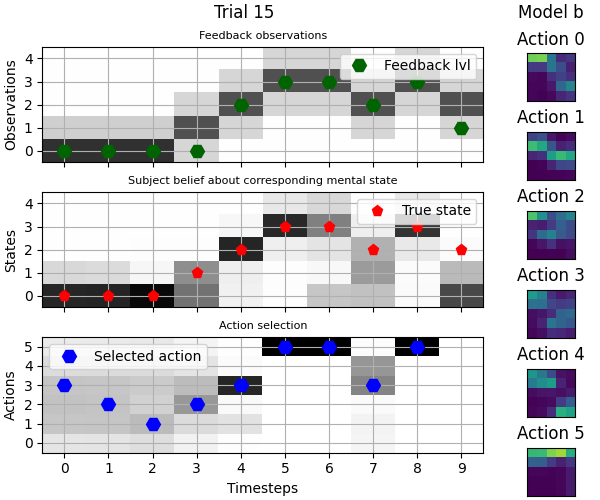 Trial 15
Model b
Feedback observations
Observations
4
3
2
1
0
Feedback lvl
Subject belief about corresponding mental state
States
4
3
2
1
0
True state
Action selection
Actions
5
4
3
2
1
0
Selected action
0 1 2 3 4 5 6 7 8 9
Timesteps
Action 0
Action 1
Action 2
Action 3
Action 4
Action 5